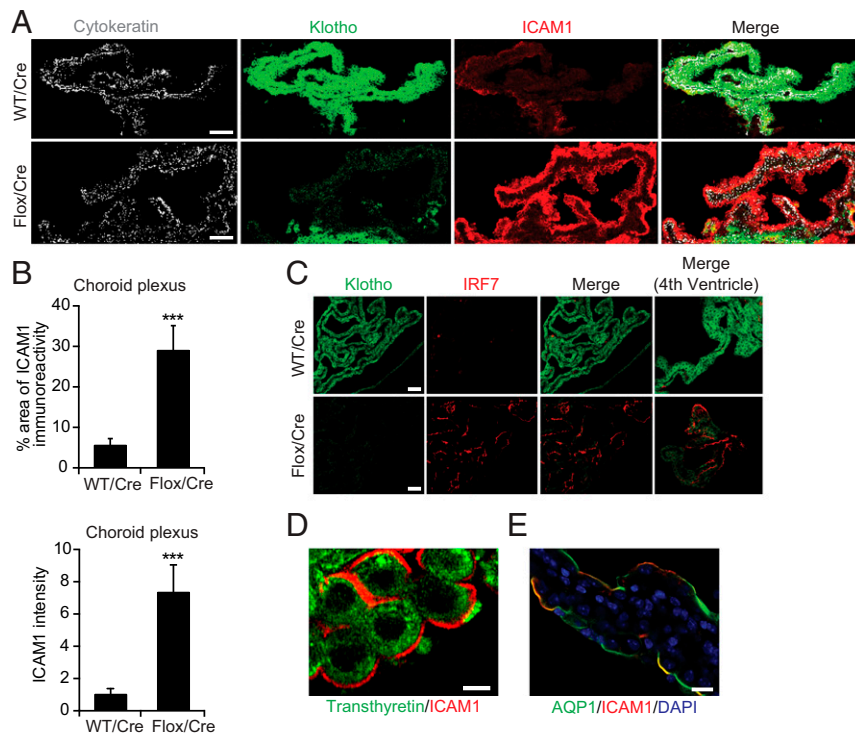 A
Cytokeratin
Klotho
ICAM1
Merge
WT/Cre
Flox/Cre
B
Choroid plexus
% area of ICAM1
immunoreactivity
40
30
20
10
0
***
WT/Cre
Flox/Cre
Choroid plexus
ICAM1 intensity
10
8
6
4
2
0
***
WT/Cre
Flox/Cre
C
Klotho
IRF7
Merge
Merge
(4th Ventricle)
WT/Cre
Flox/Cre
D
Transthyretin/ICAM1
E
AQP1/ICAM1/DAPI